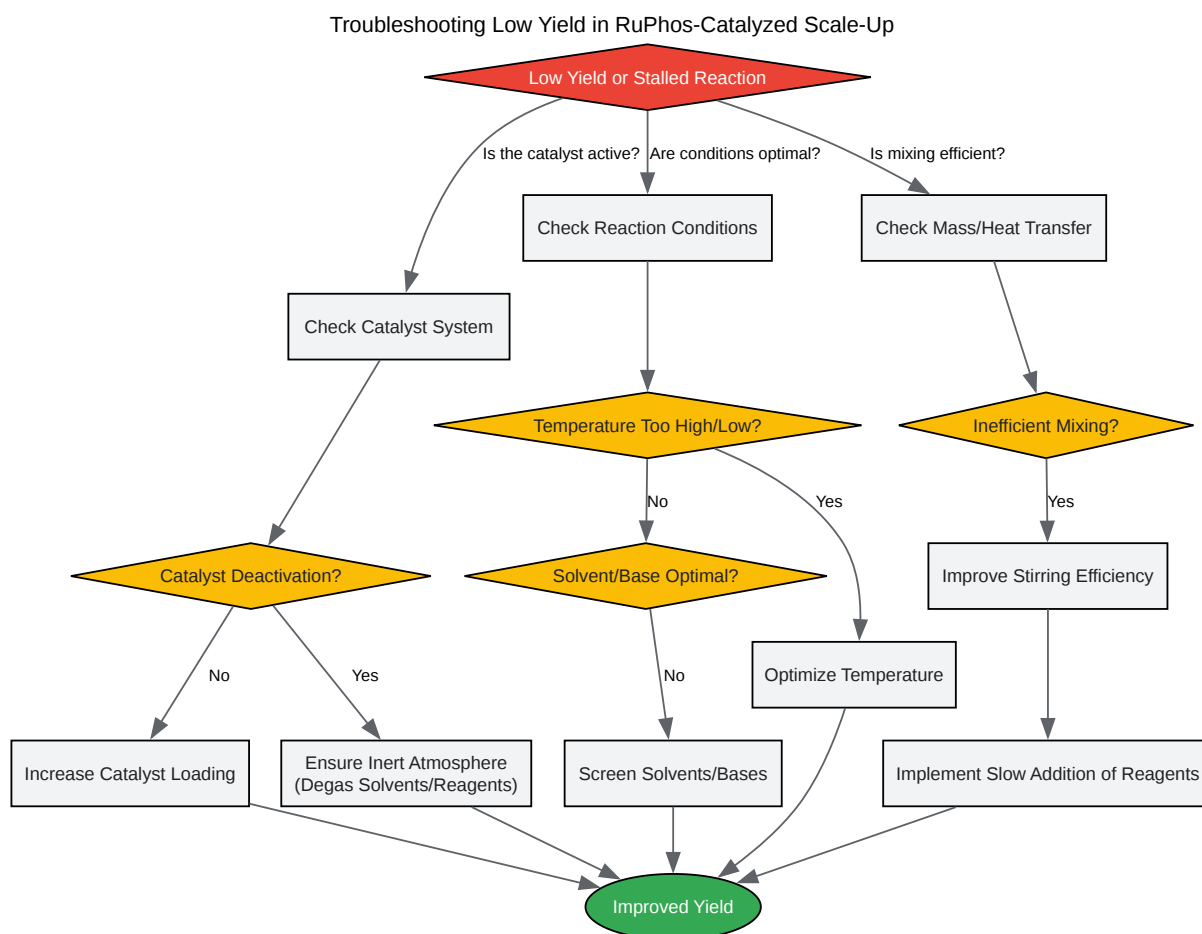 Troubleshooting Low Yield in RuPhos-Catalyzed Scale-Up
Low Yield or Stalled Reaction
Is the catalyst active?
Are conditions optimal?
Is mixing efficient?
Check Reaction Conditions
Check Mass/Heat Transfer
Check Catalyst System
Temperature Too High/Low?
Inefficient Mixing?
No
Yes
Yes
Catalyst Deactivation?
Solvent/Base Optimal?
Improve Stirring Efficiency
No
Yes
No
Optimize Temperature
Increase Catalyst Loading
Ensure Inert Atmosphere
(Degas Solvents/Reagents)
Screen Solvents/Bases
Implement Slow Addition of Reagents
Improved Yield